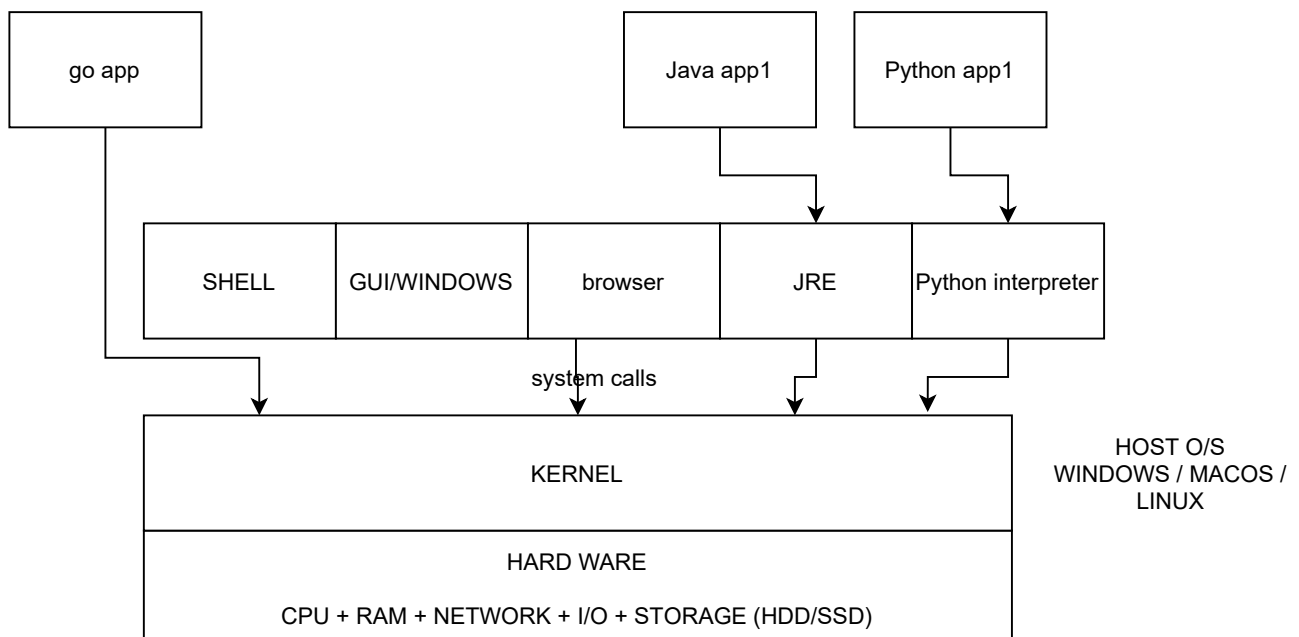 go app
Java app1
Python app1
SHELL
GUI/WINDOWS
browser
JRE
Python interpreter
system calls
KERNEL
HOST O/S
WINDOWS / MACOS /
LINUX
HARD WARE
CPU + RAM + NETWORK + I/O + STORAGE (HDD/SSD)